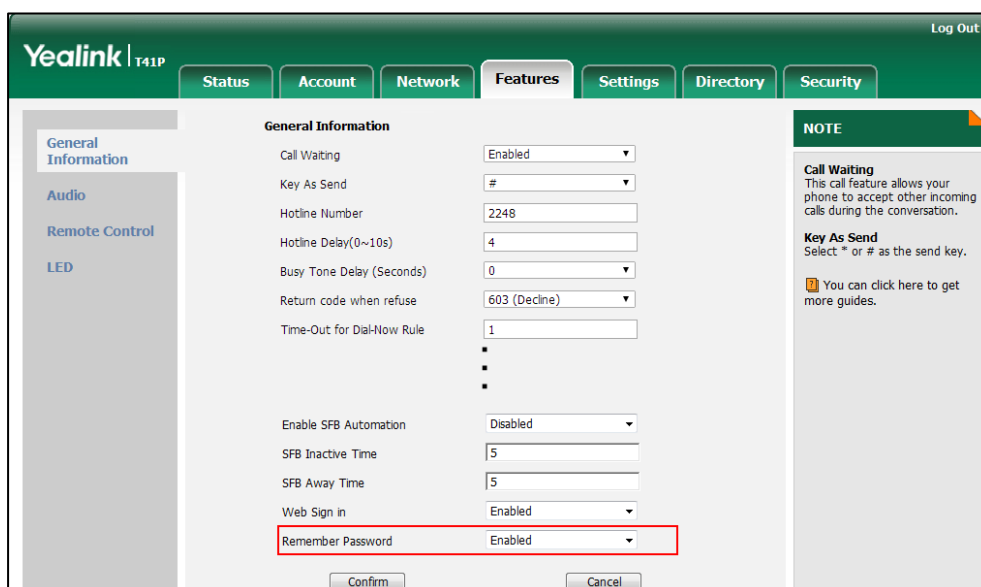 Log Out
Yealink T41P
Status Account Network Features Settings Directory Security
General Information
Audio
Remote Control
LED
General Information
Call Waiting Enabled
Key As Send #
Hotline Number 2248
Hotline Delay(0~10s) 4
Busy Tone Delay (Seconds) 0
Return code when refuse 603 (Decline)
Time-Out for Dial-Now Rule 1
Enable SFB Automation Disabled
SFB Inactive Time 5
SFB Away Time 5
Web Sign in Enabled
Remember Password Enabled
Confirm Cancel
NOTE
Call Waiting
This call feature allows your
phone to accept other incoming
calls during the conversation.
Key As Send
Select * or # as the send key.
? You can click here to get
more guides.